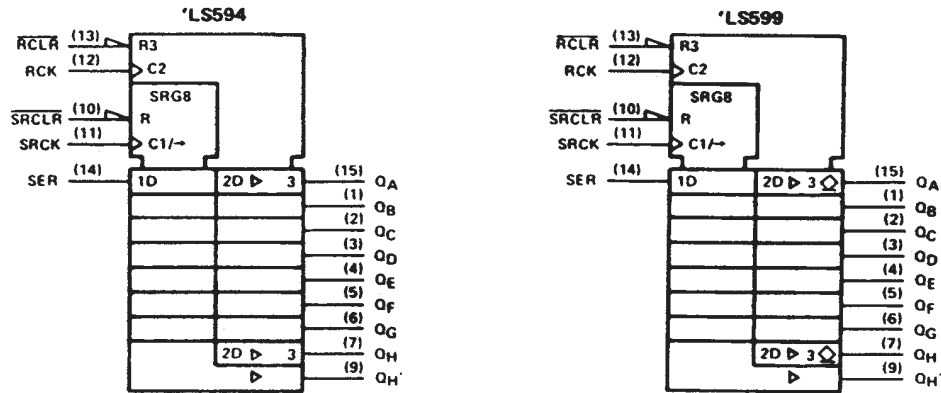 'LS594
RCLR (13) R3
RCK (12) C2
SRG8
SRCLR (10) R
SRCK (11) C1/→
SER (14) 1D 2D ▷ 3 (15) QA
(1) QB
(2) QC
(3) QD
(4) QE
(5) QF
(6) QG
2D ▷ 3 (7) QH
▷ (9) QH'
'LS599
RCLR (13) R3
RCK (12) C2
SRG8
SRCLR (10) R
SRCK (11) C1/→
SER (14) 1D 2D ▷ 3 ◇ (15) QA
(1) QB
(2) QC
(3) QD
(4) QE
(5) QF
(6) QG
2D ▷ 3 ◇ (7) QH
▷ (9) QH'